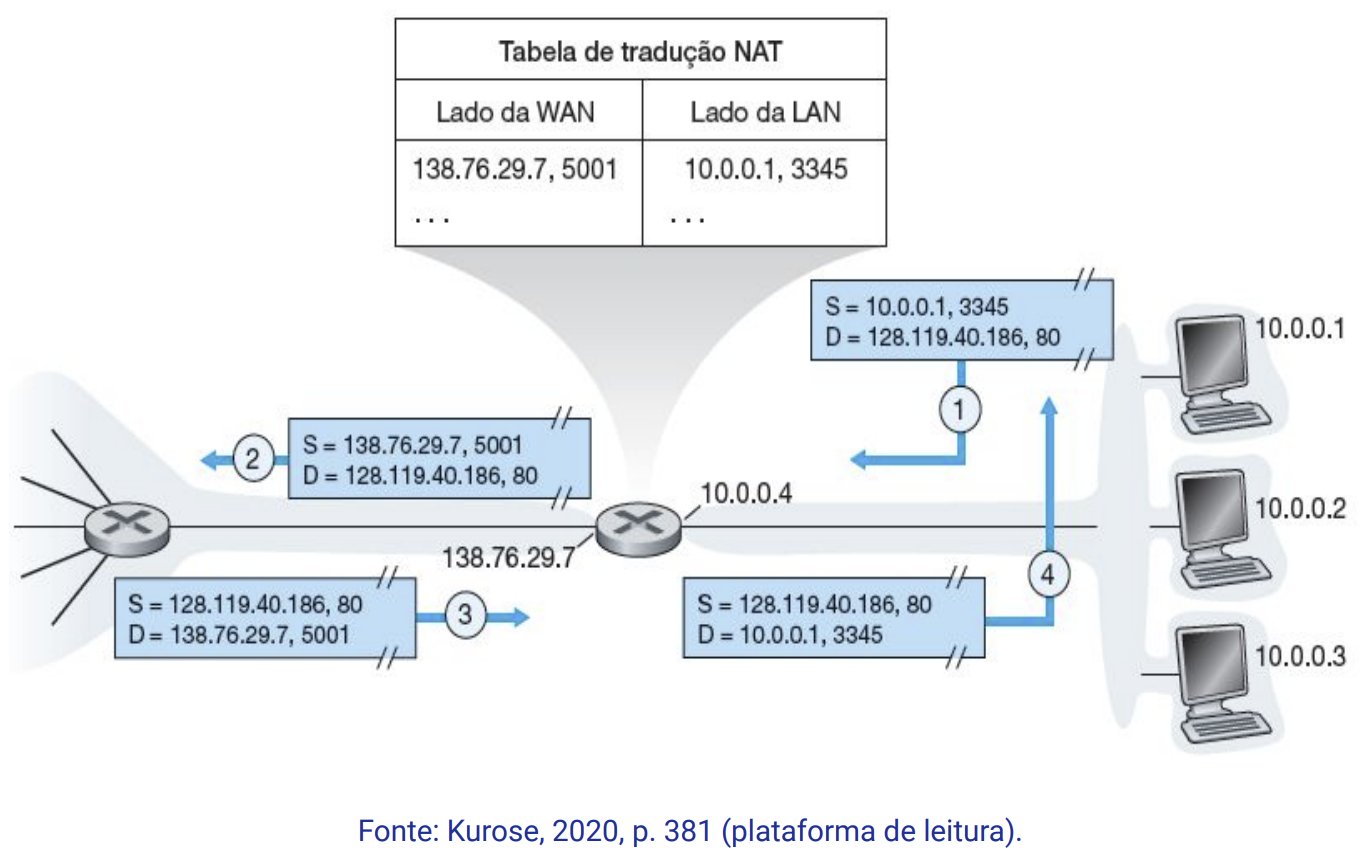 Tabela de tradução NAT
Lado da WAN
Lado da LAN
138.76.29.7, 5001
10.0.0.1, 3345
. . .
. . .
S = 10.0.0.1, 3345
D = 128.119.40.186, 80
10.0.0.1
1
S = 138.76.29.7, 5001
D = 128.119.40.186, 80
2
10.0.0.4
10.0.0.2
138.76.29.7
S = 128.119.40.186, 80
D = 138.76.29.7, 5001
3
S = 128.119.40.186, 80
D = 10.0.0.1, 3345
4
10.0.0.3
Fonte: Kurose, 2020, p. 381 (plataforma de leitura).